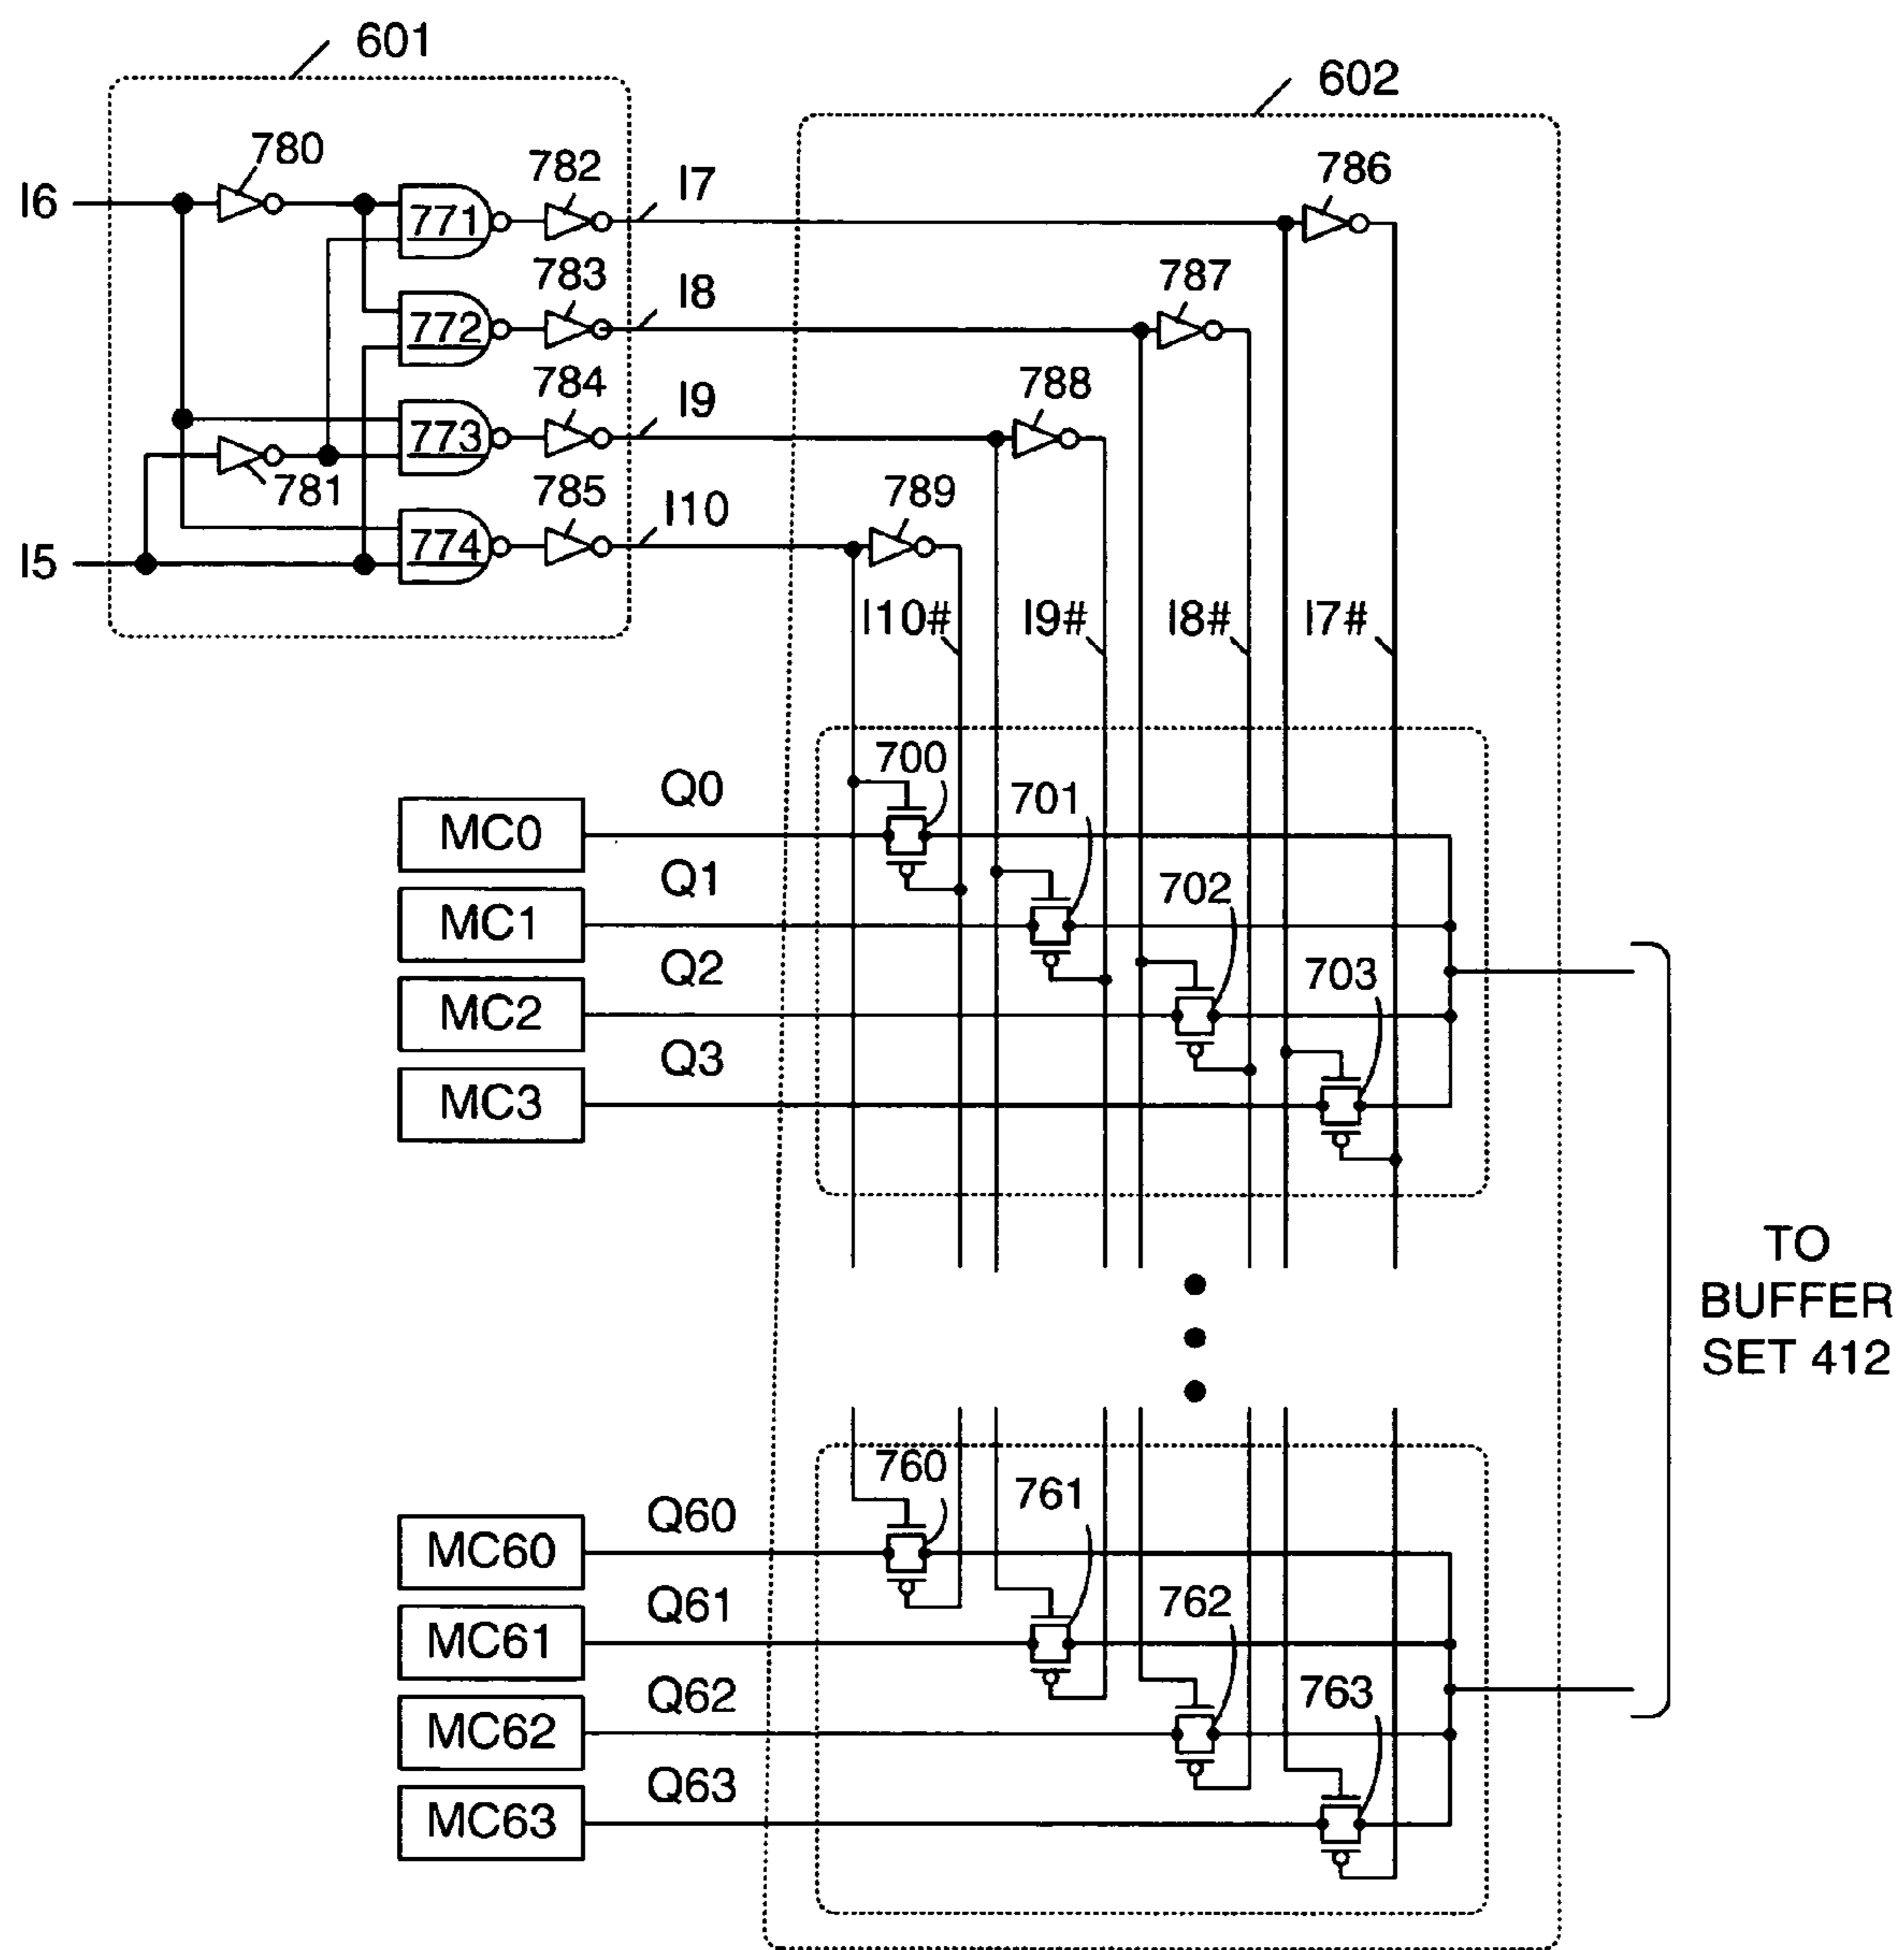 601
602
780
782
I7
786
I6
771
783
I8
787
772
784
I9
788
773
781
785
I10
789
774
I5
I10#
I9#
I8#
I7#
700
Q0
701
MC0
Q1
702
MC1
Q2
703
MC2
Q3
MC3
TO
BUFFER
SET 412
760
761
Q60
MC60
762
Q61
MC61
763
Q62
MC62
Q63
MC63